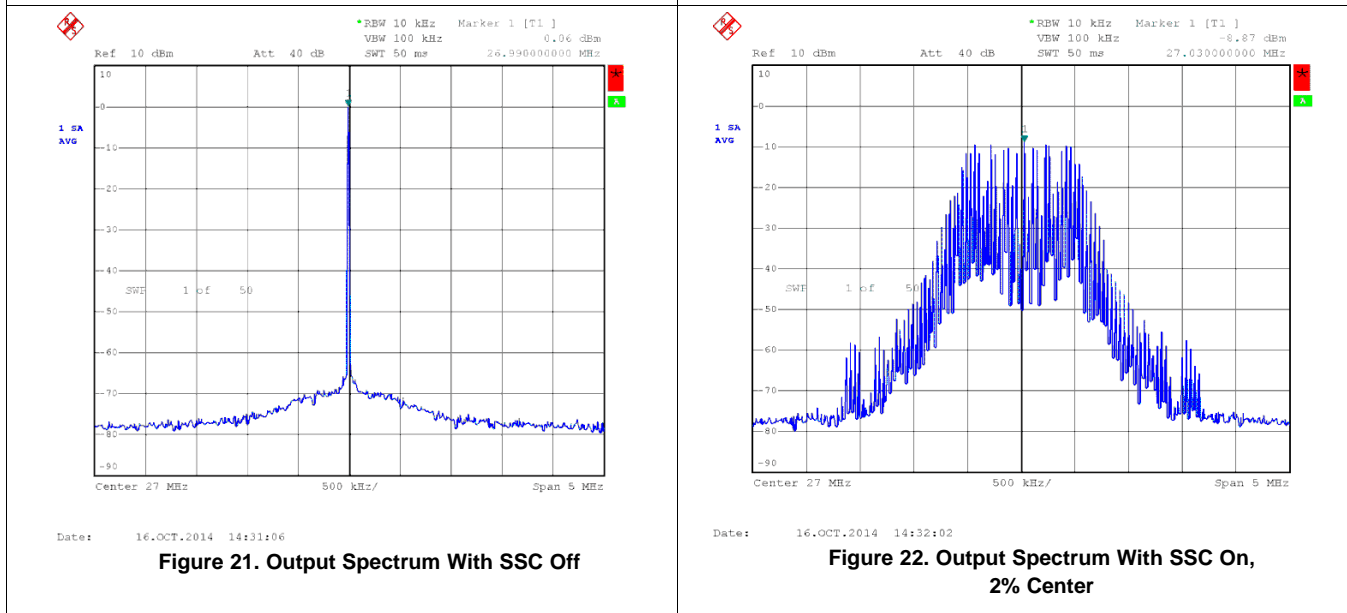 R S
*RBW 10 kHz Marker 1 [T1 ]
VBW 100 kHz 0.06 dBm
Ref 10 dBm Att 40 dB SWT 50 ms 26.990000000 MHz
10
*
A
1
-0
1 SA
AVG
-10
-20
-30
-40
SWP 1 of 50
-50
-60
-70
-80
-90
Center 27 MHz 500 kHz/ Span 5 MHz
Date: 16.OCT.2014 14:31:06
Figure 21. Output Spectrum With SSC Off
R S
*RBW 10 kHz Marker 1 [T1 ]
VBW 100 kHz -8.87 dBm
Ref 10 dBm Att 40 dB SWT 50 ms 27.030000000 MHz
10
*
A
-0
1 SA
AVG
1
-10
-20
-30
-40
SWP 1 of 50
-50
-60
-70
-80
-90
Center 27 MHz 500 kHz/ Span 5 MHz
Date: 16.OCT.2014 14:32:02
Figure 22. Output Spectrum With SSC On,
2% Center